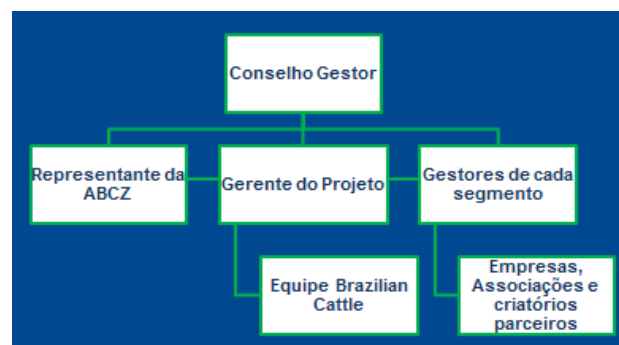 Conselho Gestor
Representante da
ABCZ
Gerente do Projeto
Gestores de cada
segmento
Equipe Brazilian
Cattle
Empresas,
Associações e
criatórios
parceiros